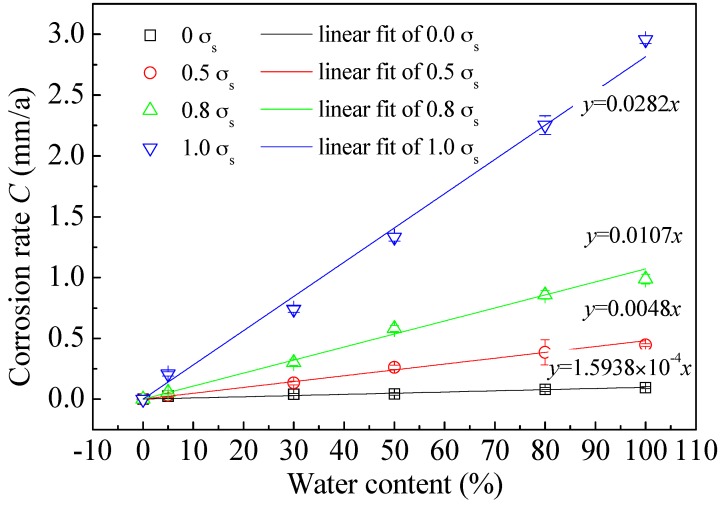 3.0
2.5
2.0
1.5
1.0
0.5
0.0
Corrosion rate C (mm/a)
0 σs linear fit of 0.0 σs
0.5 σs linear fit of 0.5 σs
0.8 σs linear fit of 0.8 σs
1.0 σs linear fit of 1.0 σs
y=0.0282x
y=0.0107x
y=0.0048x
y=1.5938×10-4x
-10 0 10 20 30 40 50 60 70 80 90 100 110
Water content (%)